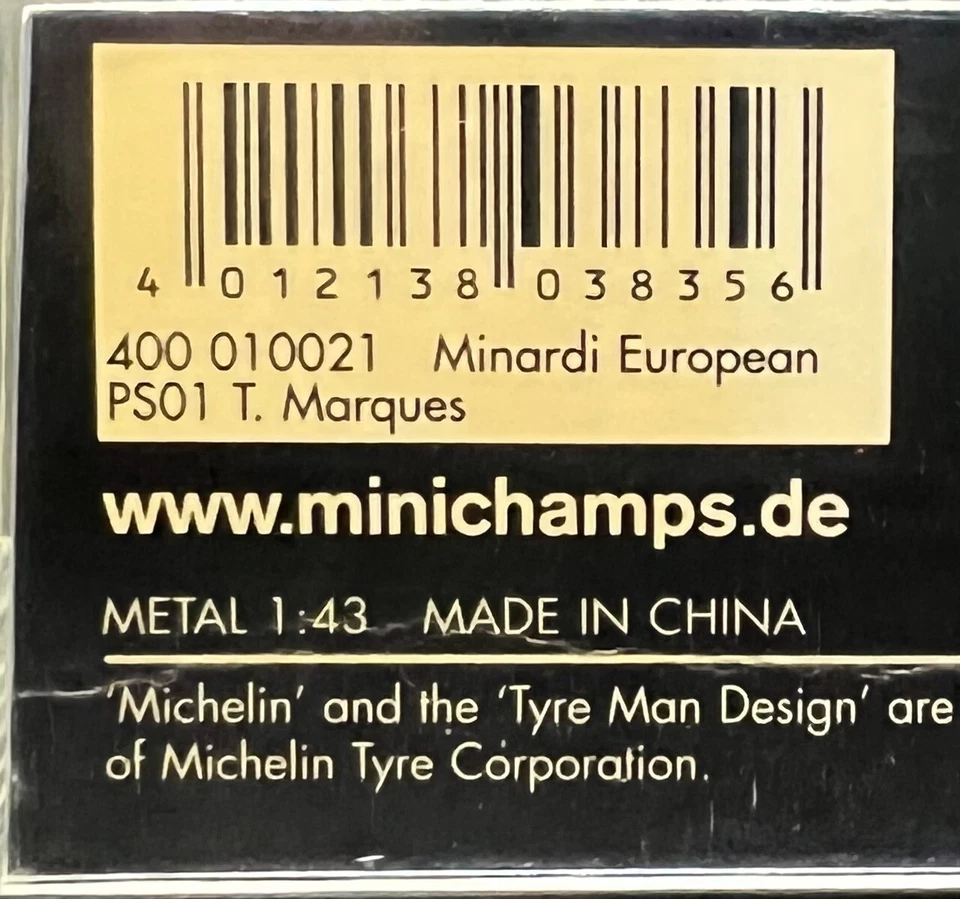 4 012138 038356
400 010021 Minardi European
PS01 T. Marques
www.minichamps.de
METAL 1:43 MADE IN CHINA
'Michelin' and the 'Tyre Man Design' are
of Michelin Tyre Corporation.